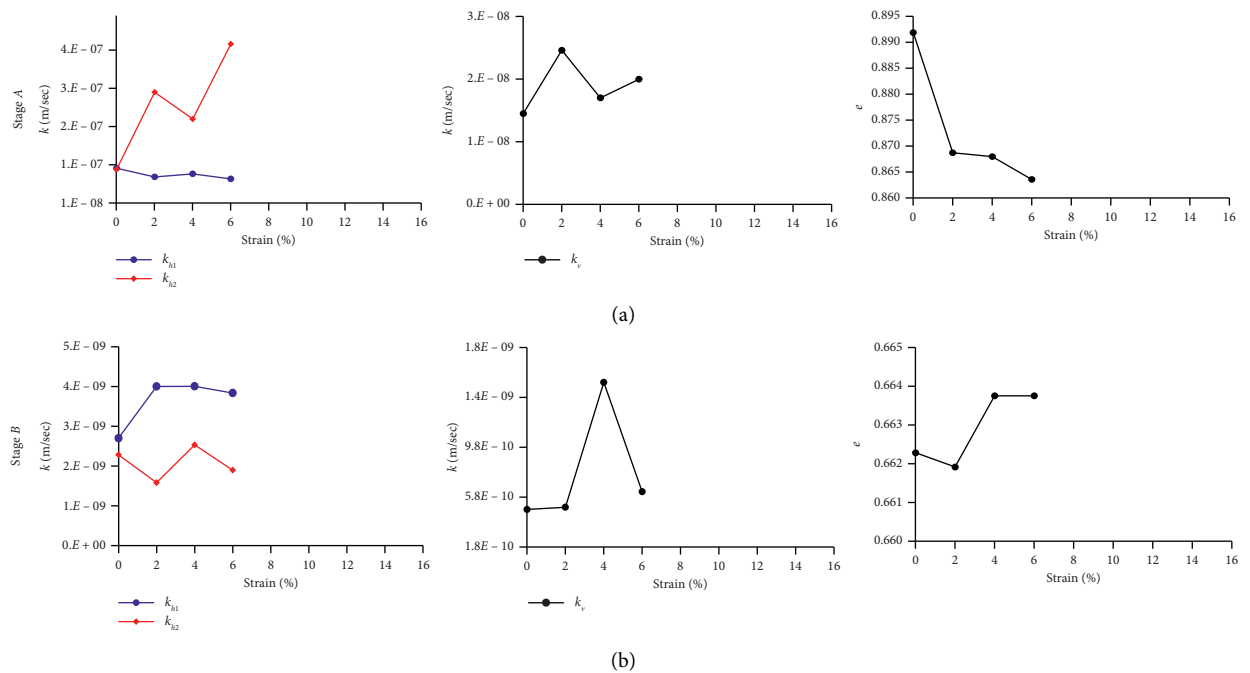 Stage A
k (m/sec)
4.E – 07
3.E – 07
2.E – 07
1.E – 07
1.E – 08
0 2 4 6 8 10 12 14 16
Strain (%)
k_h1
k_h2
k (m/sec)
3.E – 08
2.E – 08
1.E – 08
0.E + 00
0 2 4 6 8 10 12 14 16
Strain (%)
k_v
e
0.895
0.890
0.885
0.880
0.875
0.870
0.865
0.860
0 2 4 6 8 10 12 14 16
Strain (%)
(a)
Stage B
k (m/sec)
5.E – 09
4.E – 09
3.E – 09
2.E – 09
1.E – 09
0.E + 00
0 2 4 6 8 10 12 14 16
Strain (%)
k_h1
k_h2
k (m/sec)
1.8E – 09
1.4E – 09
9.8E – 10
5.8E – 10
1.8E – 10
0 2 4 6 8 10 12 14 16
Strain (%)
k_v
e
0.665
0.664
0.663
0.662
0.661
0.660
0 2 4 6 8 10 12 14 16
Strain (%)
(b)